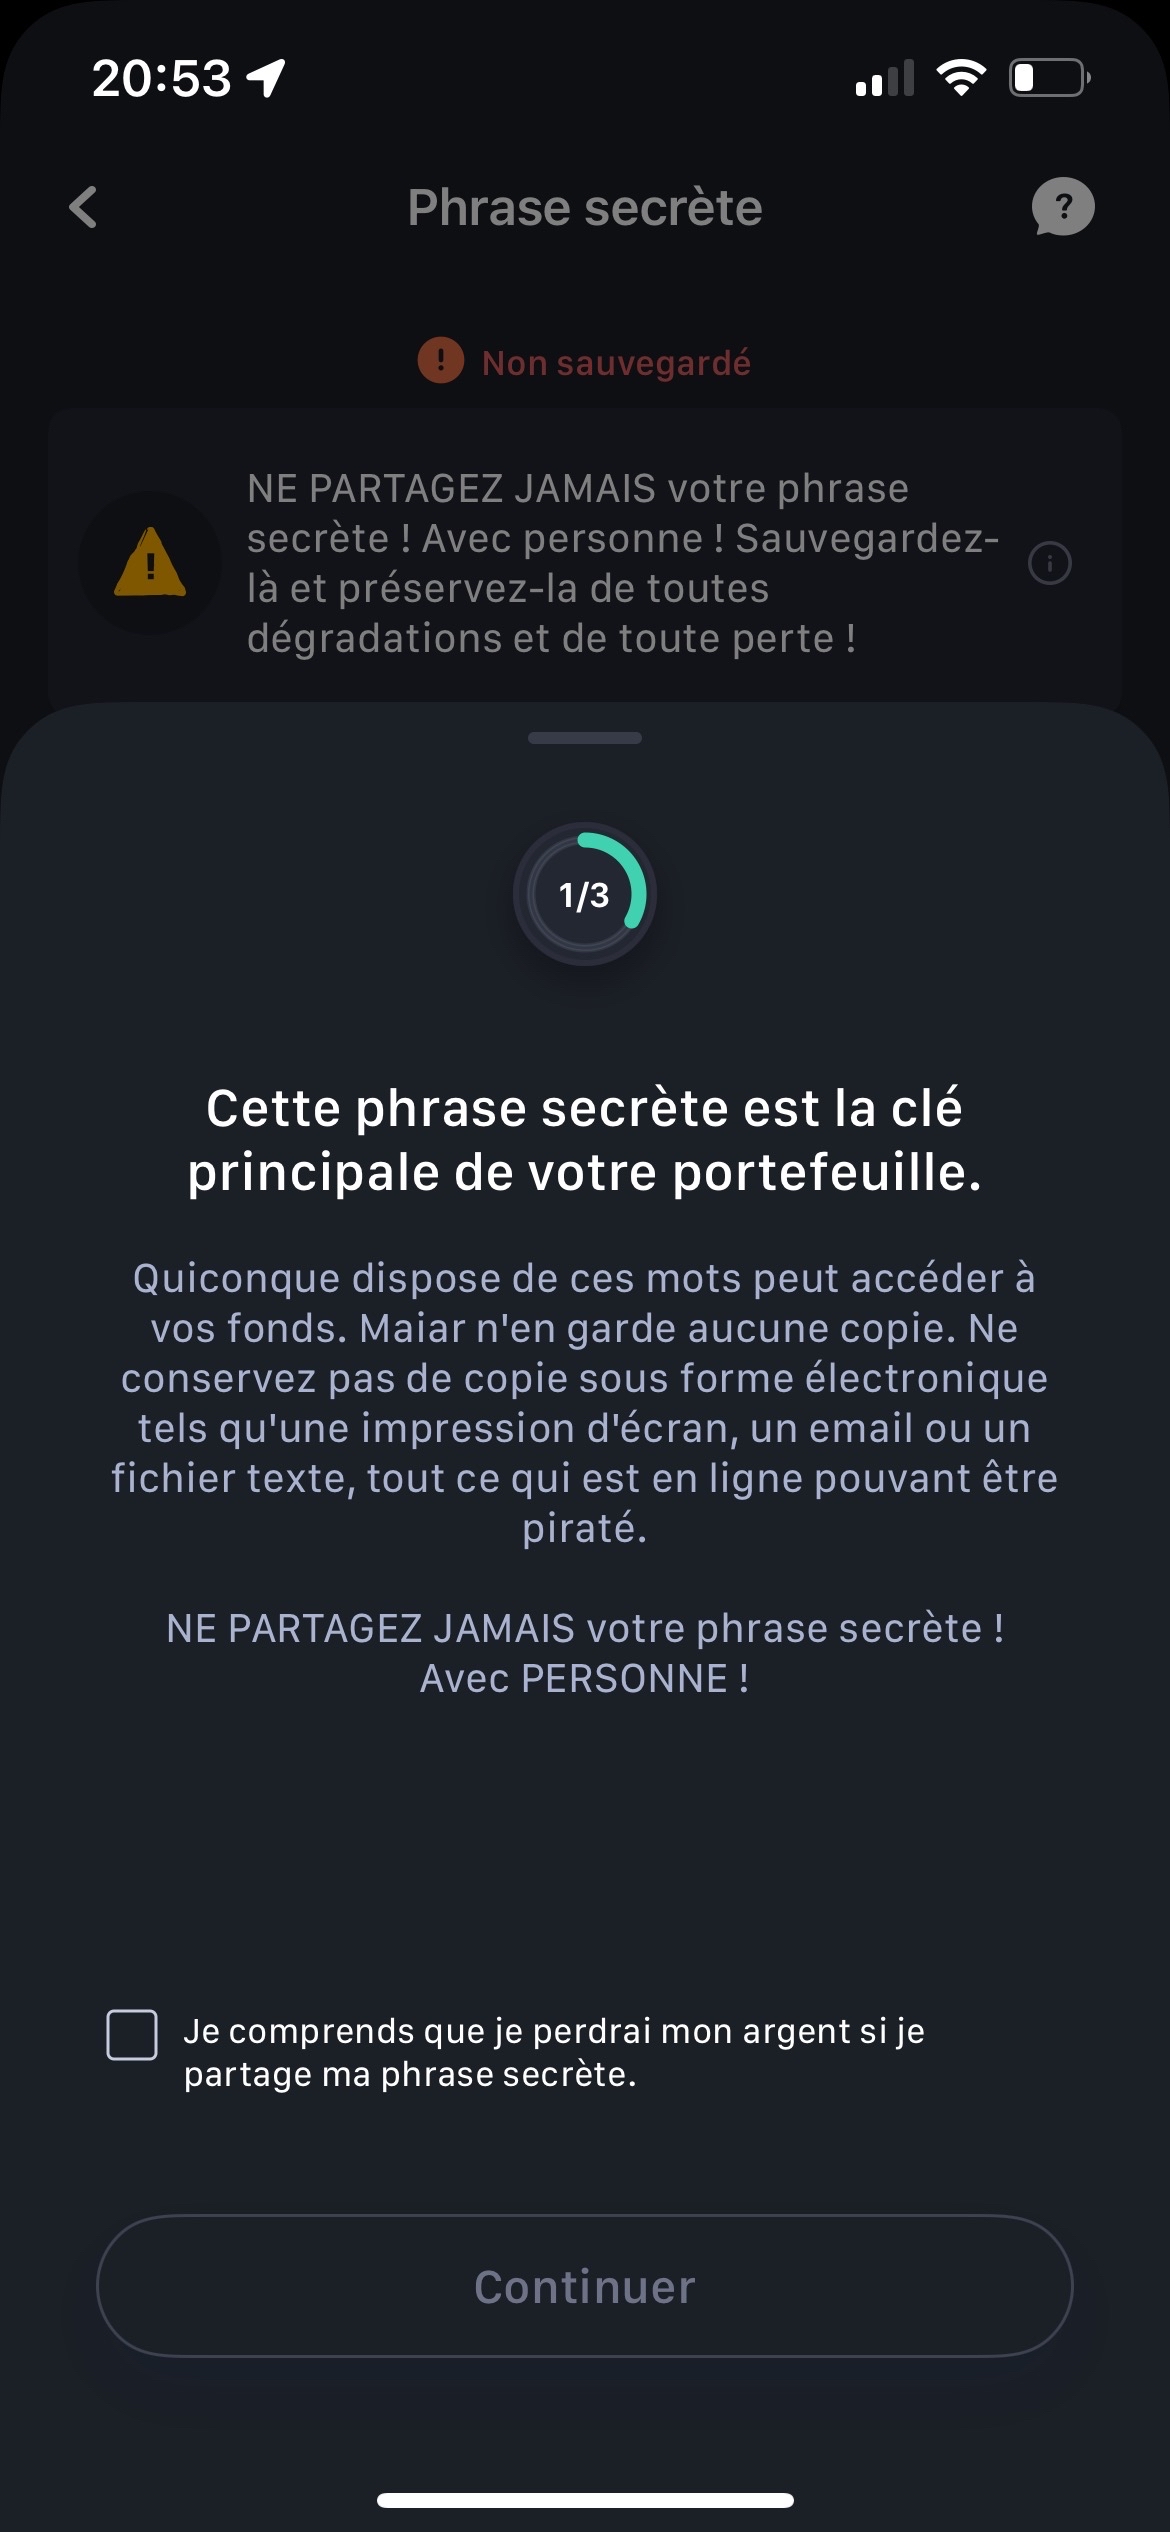 20:53
Phrase secrète
?
! Non sauvegardé
NE PARTAGEZ JAMAIS votre phrase
secrète ! Avec personne ! Sauvegardez-
là et préservez-la de toutes
dégradations et de toute perte !
1/3
Cette phrase secrète est la clé
principale de votre portefeuille.
Quiconque dispose de ces mots peut accéder à
vos fonds. Maiar n'en garde aucune copie. Ne
conservez pas de copie sous forme électronique
tels qu'une impression d'écran, un email ou un
fichier texte, tout ce qui est en ligne pouvant être
piraté.
NE PARTAGEZ JAMAIS votre phrase secrète !
Avec PERSONNE !
Je comprends que je perdrai mon argent si je
partage ma phrase secrète.
Continuer